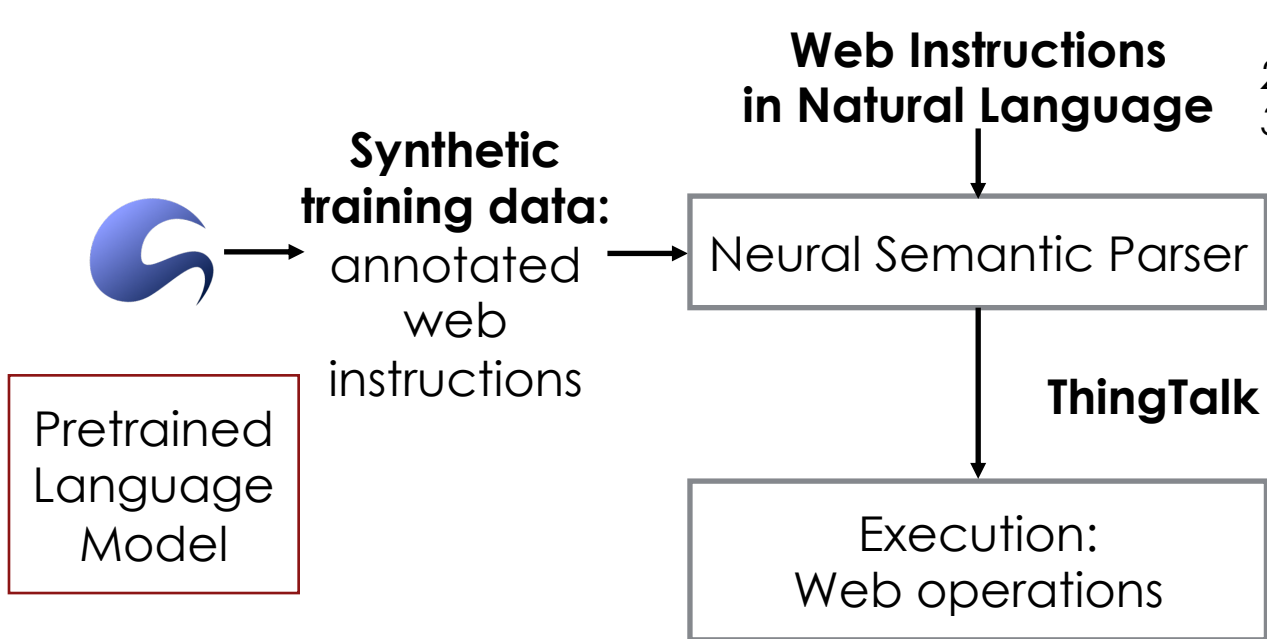 Web Instructions
in Natural Language
Synthetic
training data:
annotated
web
instructions
Neural Semantic Parser
Pretrained
Language
Model
ThingTalk
Execution:
Web operations